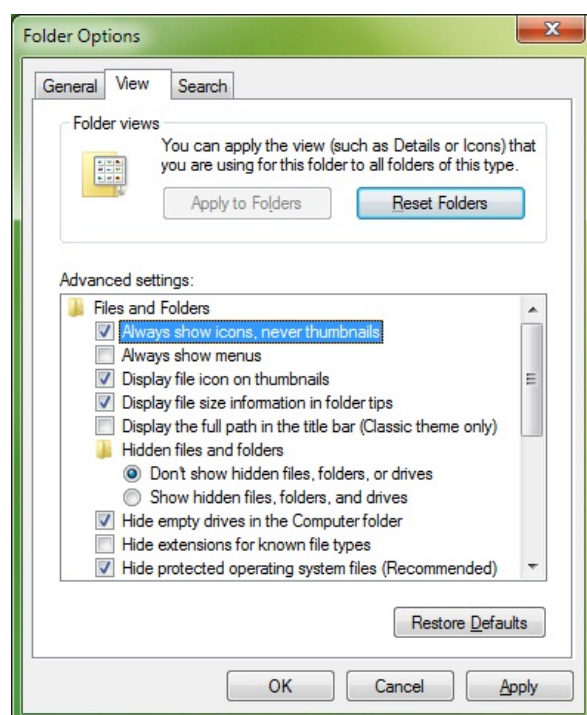 Folder Options
General View Search
Folder views
You can apply the view (such as Details or Icons) that
you are using for this folder to all folders of this type.
Apply to Folders Reset Folders
Advanced settings:
Files and Folders
Always show icons, never thumbnails
Always show menus
Display file icon on thumbnails
Display file size information in folder tips
Display the full path in the title bar (Classic theme only)
Hidden files and folders
Don't show hidden files, folders, or drives
Show hidden files, folders, and drives
Hide empty drives in the Computer folder
Hide extensions for known file types
Hide protected operating system files (Recommended)
Restore Defaults
OK Cancel Apply